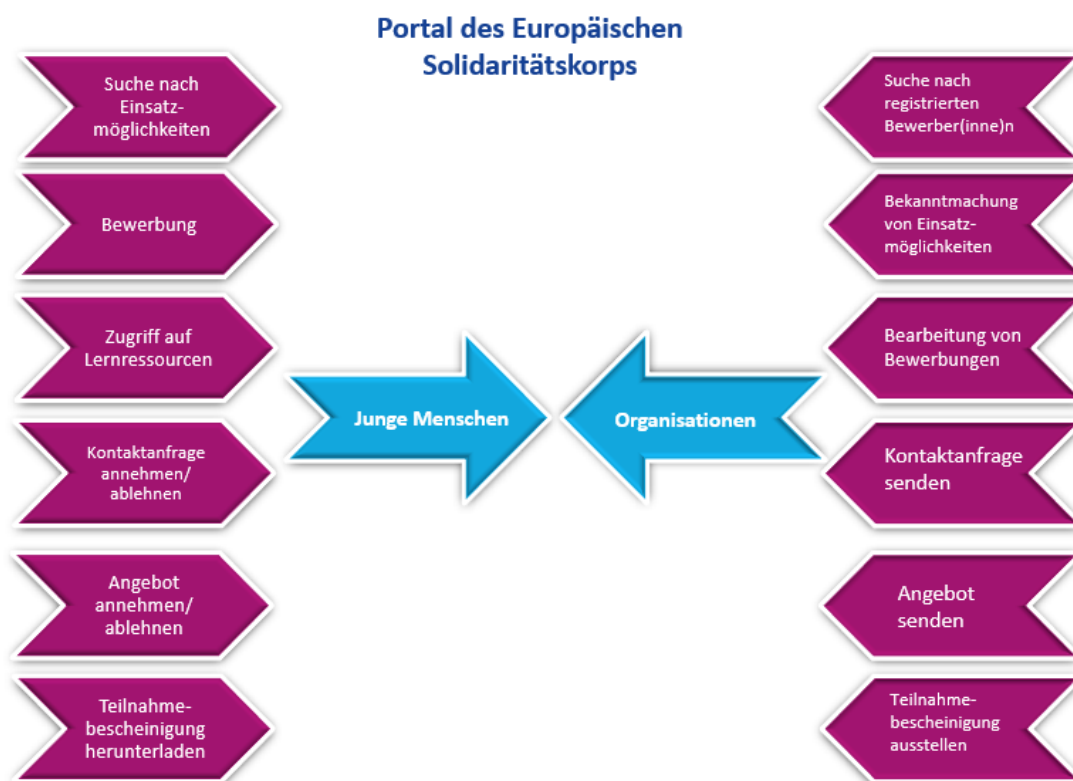 Portal des Europäischen
Solidaritätskorps
Suche nach
Einsatz-
möglichkeiten
Bewerbung
Zugriff auf
Lernressourcen
Kontaktanfrage
annehmen/
ablehnen
Angebot
annehmen/
ablehnen
Teilnahme-
bescheinigung
herunterladen
Junge Menschen
Organisationen
Suche nach
registrierten
Bewerber(inne)n
Bekanntmachung
von Einsatz-
möglichkeiten
Bearbeitung von
Bewerbungen
Kontaktanfrage
senden
Angebot
senden
Teilnahme-
bescheinigung
ausstellen